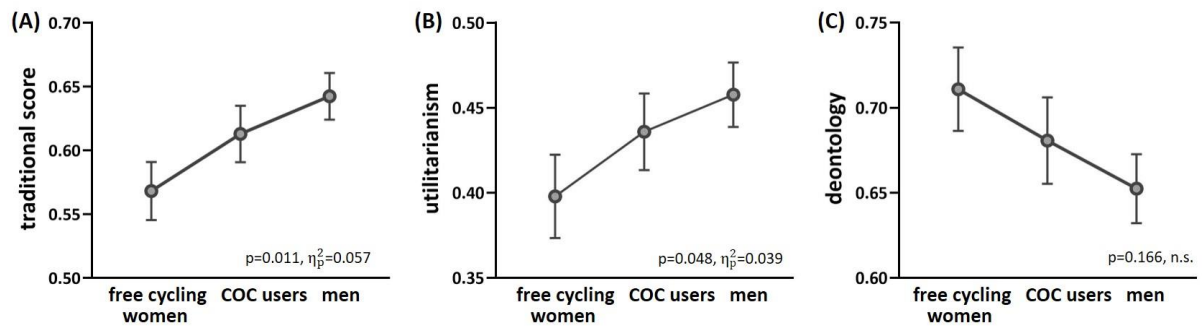 (A)
traditional score
0.70
0.65
0.60
0.55
0.50
p=0.011, η²p=0.057
free cycling
women
COC users
men
(B)
utilitarianism
0.50
0.45
0.40
0.35
p=0.048, η²p=0.039
free cycling
women
COC users
men
(C)
deontology
0.75
0.70
0.65
0.60
p=0.166, n.s.
free cycling
women
COC users
men